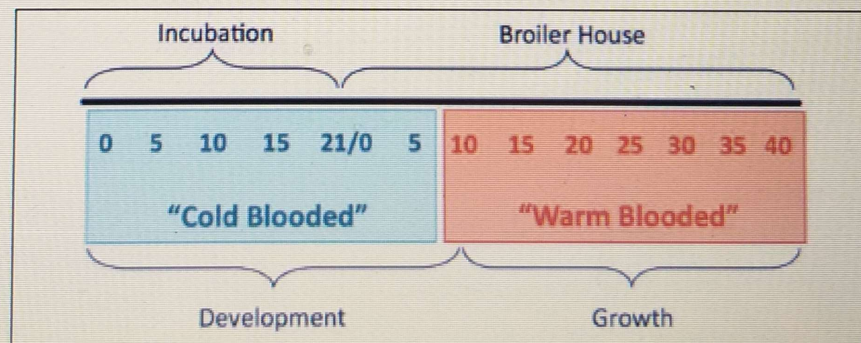 Incubation Broiler House
0 5 10 15 21/0 5 10 15 20 25 30 35 40
“Cold Blooded” “Warm Blooded”
Development Growth